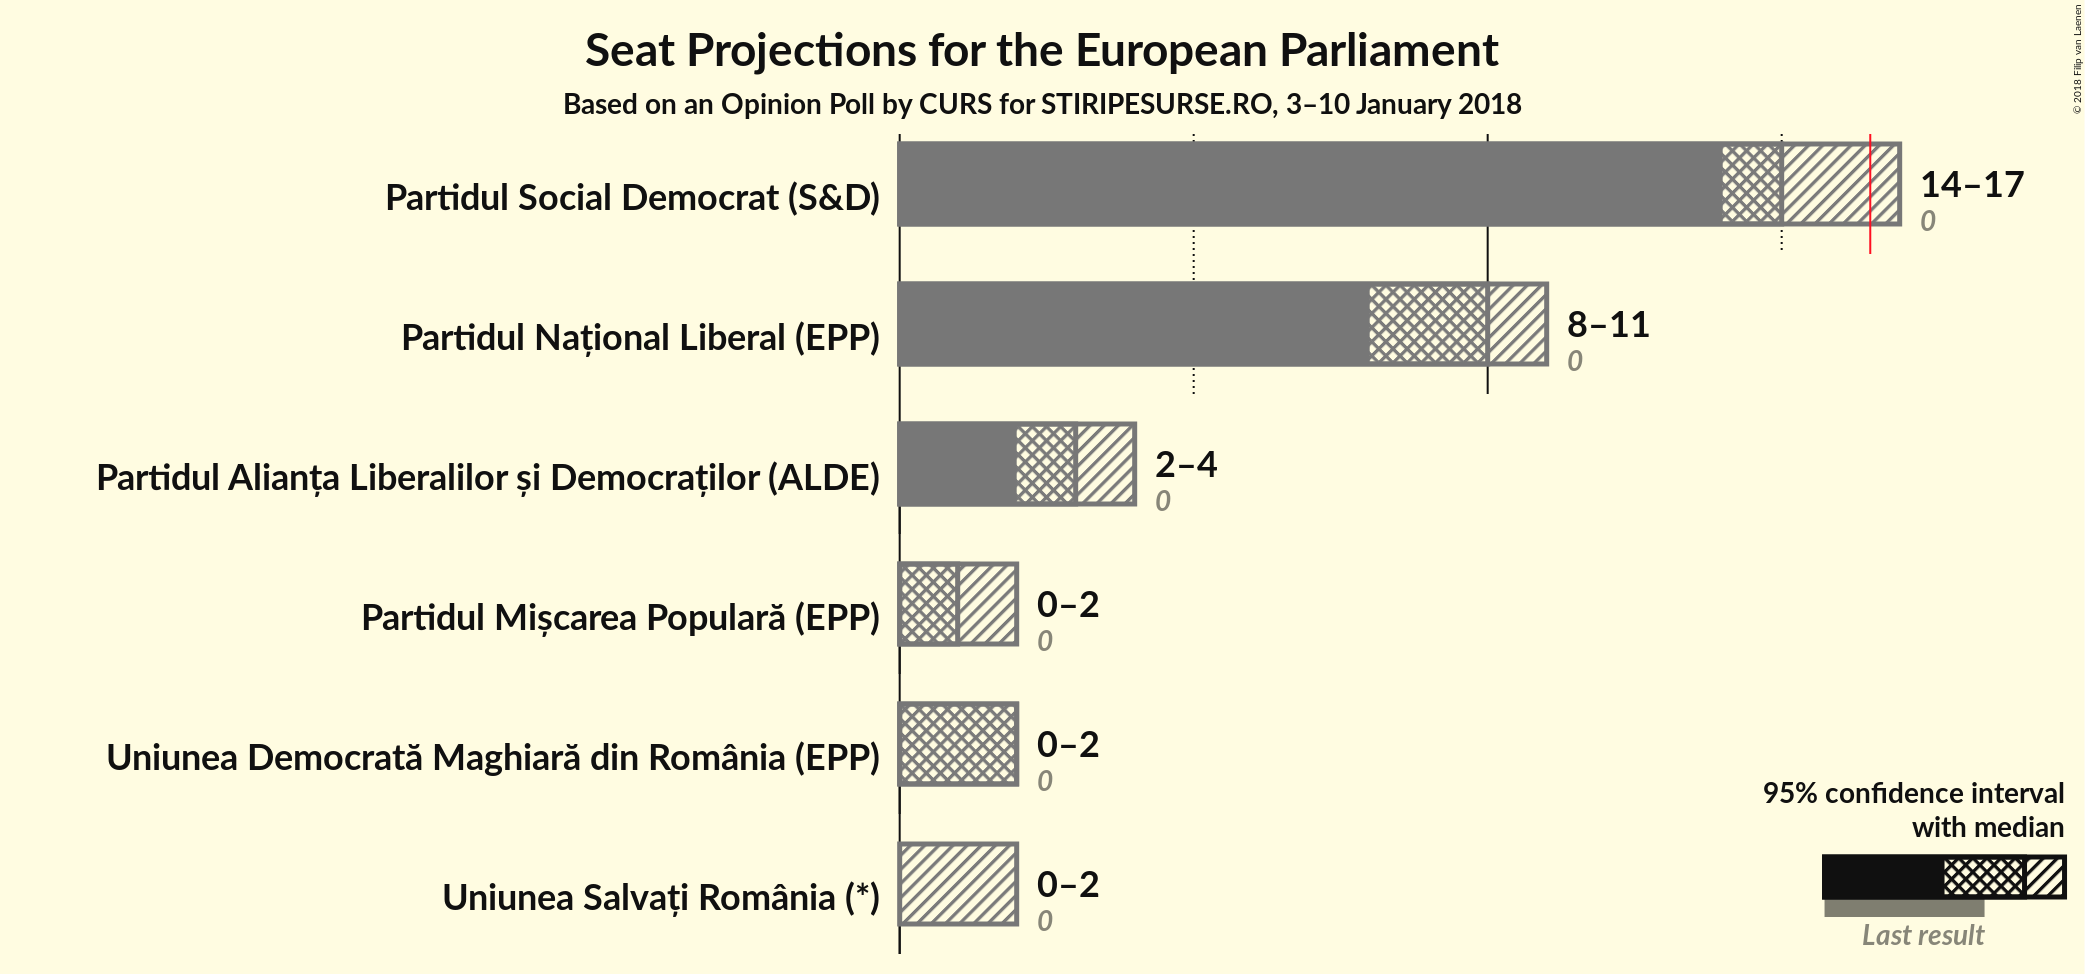 Seat Projections for the European Parliament
Based on an Opinion Poll by CURS for STIRIPESURSE.RO, 3–10 January 2018
© 2018 Filip van Laenen
Partidul Social Democrat (S&D)
14–17
0
Partidul Național Liberal (EPP)
8–11
0
Partidul Alianța Liberalilor și Democraților (ALDE)
2–4
0
Partidul Mișcarea Populară (EPP)
0–2
0
Uniunea Democrată Maghiară din România (EPP)
0–2
0
Uniunea Salvați România (*)
0–2
0
95% confidence interval
with median
Last result